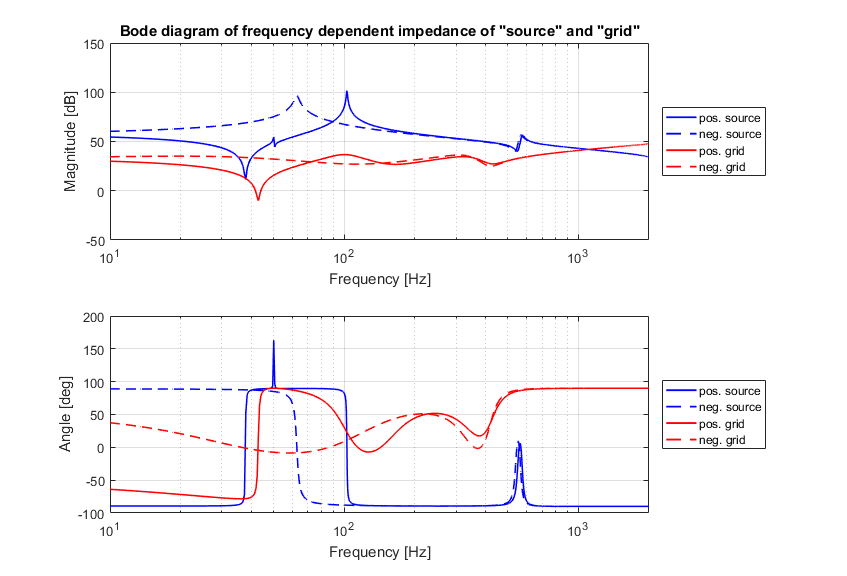 Bode diagram of frequency dependent impedance of "source" and "grid"
150
100
50
0
-50
Magnitude [dB]
10^1
10^2
10^3
Frequency [Hz]
pos. source
neg. source
pos. grid
neg. grid
200
150
100
50
0
-50
-100
Angle [deg]
10^1
10^2
10^3
Frequency [Hz]
pos. source
neg. source
pos. grid
neg. grid